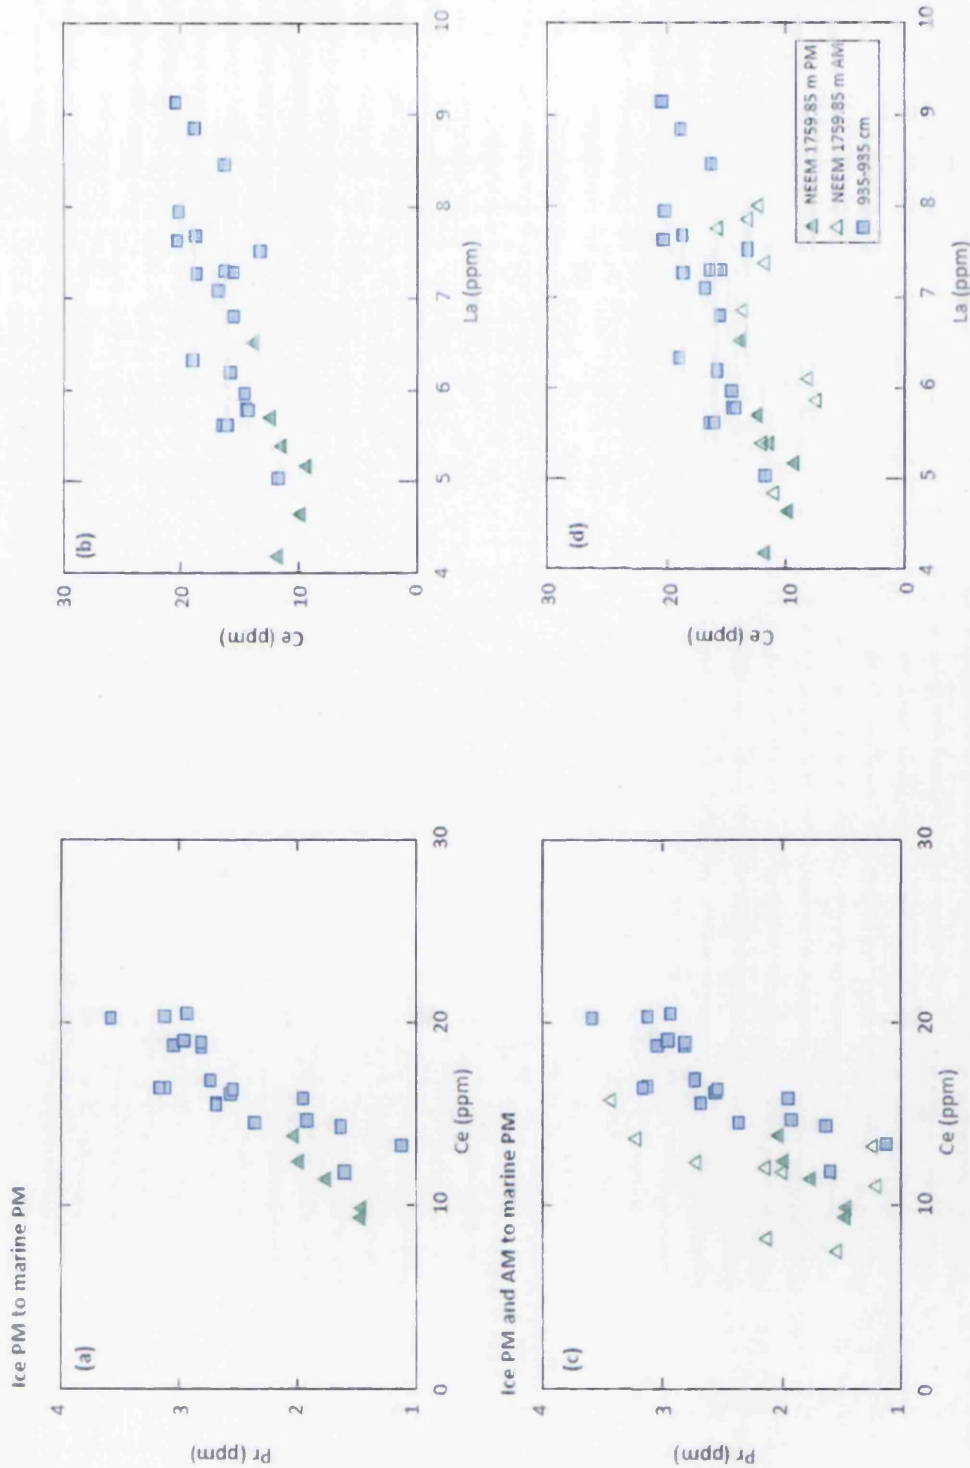 Ice PM to marine PM
(a)
4
3
2
1
Pr (ppm)
0
10
20
30
Ce (ppm)
(b)
30
20
10
0
Ce (ppm)
4
5
6
7
8
9
10
La (ppm)
Ice PM and AM to marine PM
(c)
4
3
2
1
Pr (ppm)
0
10
20
30
Ce (ppm)
(d)
30
20
10
0
Ce (ppm)
4
5
6
7
8
9
10
La (ppm)
NEEM 1759.85 m PM
NEEM 1759.85 m AM
935-935 cm